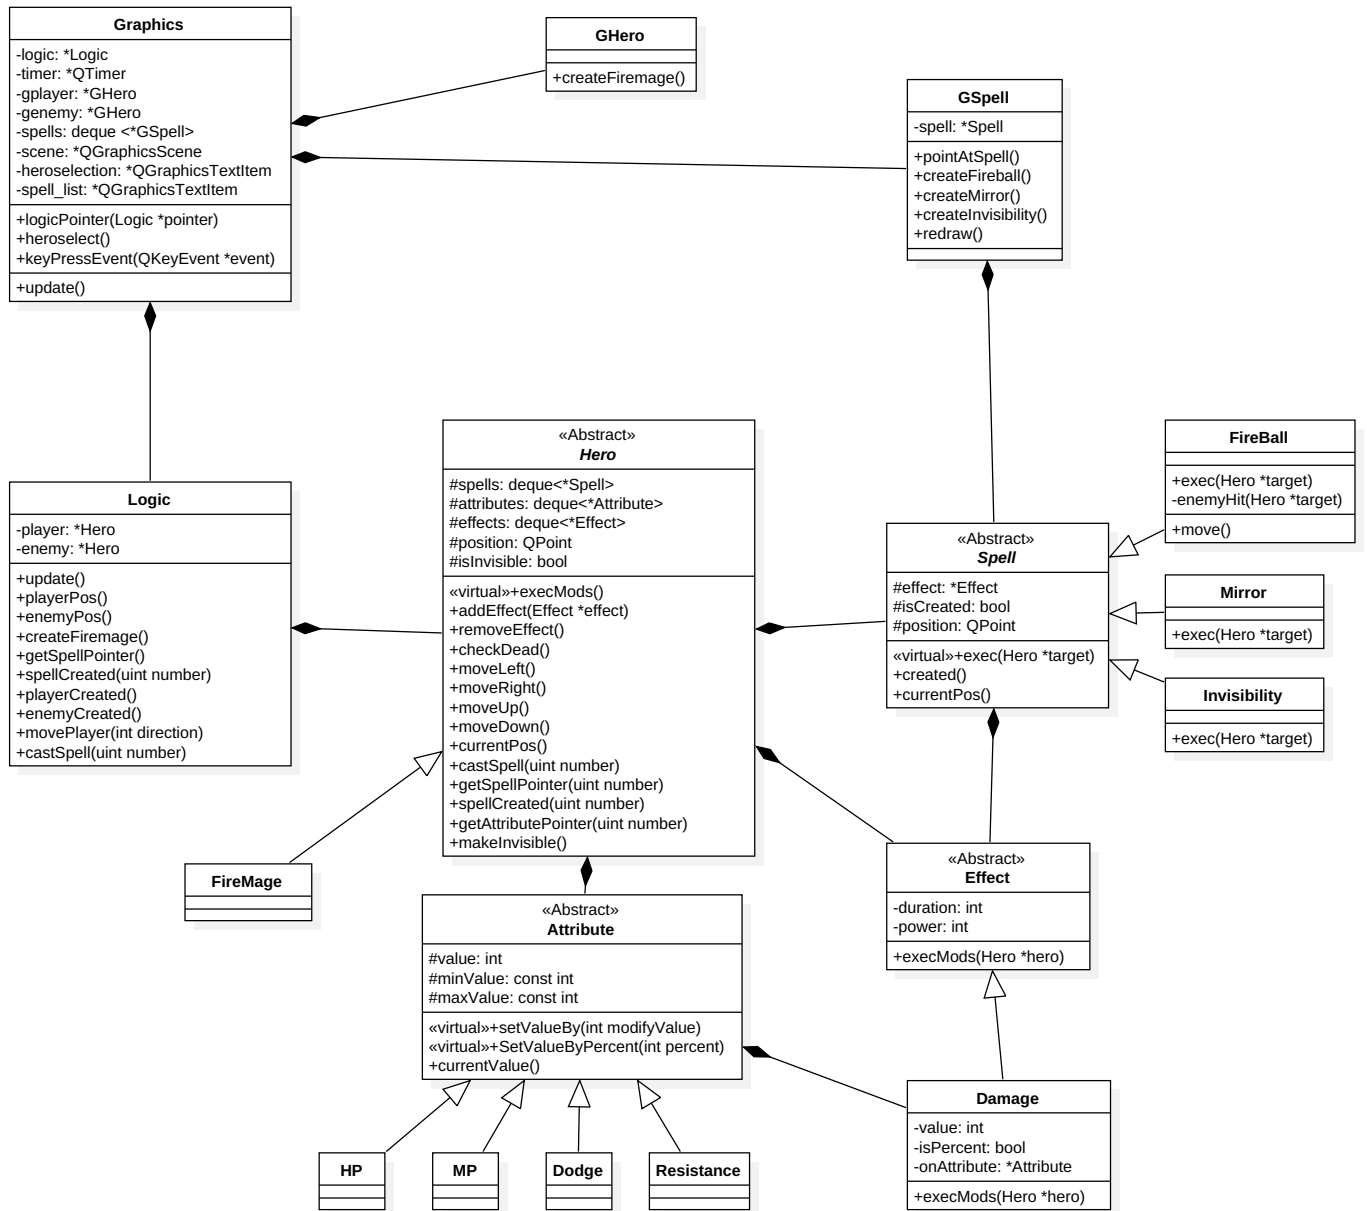 Graphics
-logic: *Logic
-timer: *QTimer
-gplayer: *GHero
-genemy: *GHero
-spells: deque <*GSpell>
-scene: *QGraphicsScene
-heroselection: *QGraphicsTextItem
-spell_list: *QGraphicsTextItem
+logicPointer(Logic *pointer)
+heroselect()
+keyPressEvent(QKeyEvent *event)
+update()
GHero
+createFiremage()
GSpell
-spell: *Spell
+pointAtSpell()
+createFireball()
+createMirror()
+createInvisibility()
+redraw()
Logic
-player: *Hero
-enemy: *Hero
+update()
+playerPos()
+enemyPos()
+createFiremage()
+getSpellPointer()
+spellCreated(uint number)
+playerCreated()
+enemyCreated()
+movePlayer(int direction)
+castSpell(uint number)
«Abstract»
Hero
#spells: deque<*Spell>
#attributes: deque<*Attribute>
#effects: deque<*Effect>
#position: QPoint
#isInvisible: bool
«virtual»+execMods()
+addEffect(Effect *effect)
+removeEffect()
+checkDead()
+moveLeft()
+moveRight()
+moveUp()
+moveDown()
+currentPos()
+castSpell(uint number)
+getSpellPointer(uint number)
+spellCreated(uint number)
+getAttributePointer(uint number)
+makeInvisible()
«Abstract»
Spell
#effect: *Effect
#isCreated: bool
#position: QPoint
«virtual»+exec(Hero *target)
+created()
+currentPos()
FireBall
+exec(Hero *target)
-enemyHit(Hero *target)
+move()
Mirror
+exec(Hero *target)
Invisibility
+exec(Hero *target)
FireMage
«Abstract»
Attribute
#value: int
#minValue: const int
#maxValue: const int
«virtual»+setValueBy(int modifyValue)
«virtual»+SetValueByPercent(int percent)
+currentValue()
«Abstract»
Effect
-duration: int
-power: int
+execMods(Hero *hero)
HP
MP
Dodge
Resistance
Damage
-value: int
-isPercent: bool
-onAttribute: *Attribute
+execMods(Hero *hero)